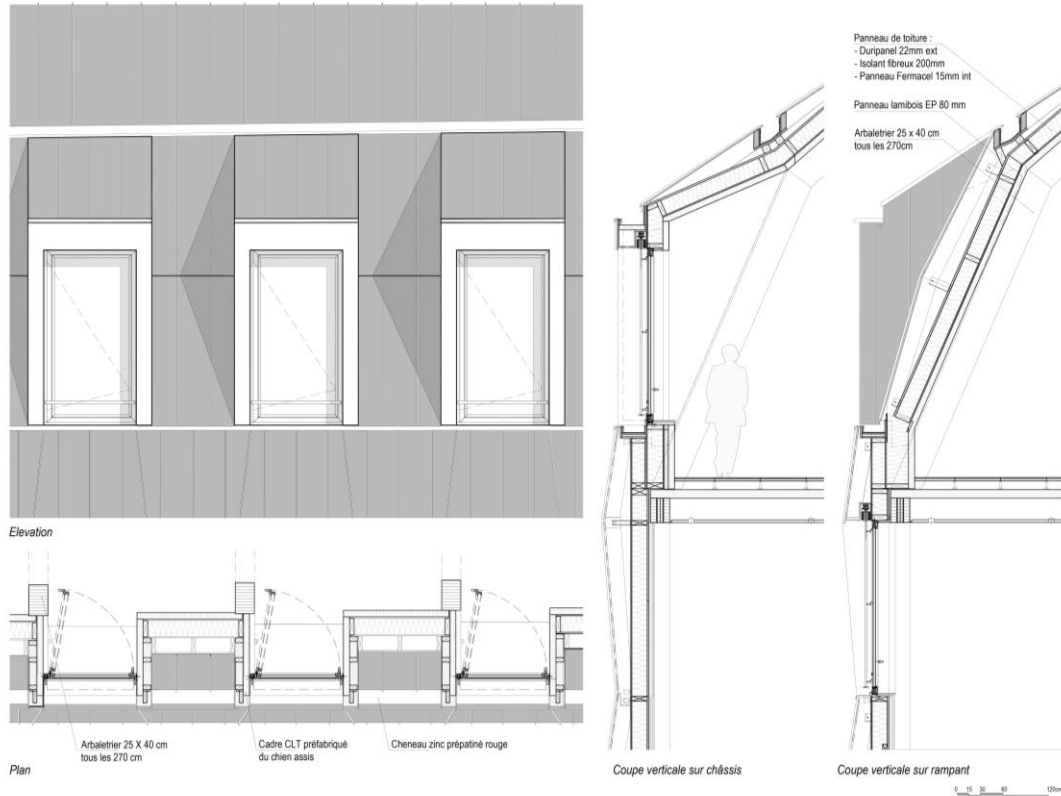 Panneau de toiture :
- Duripanel 22mm ext
- Isolant fibreux 200mm
- Panneau Fermacel 15mm int
Panneau lamibois EP 80 mm
Arbaletrier 25 x 40 cm
tous les 270cm
Elevation
Arbaletrier 25 X 40 cm
tous les 270 cm
Cadre CLT préfabriqué
du chien assis
Cheneau zinc prépatiné rouge
Plan
Coupe verticale sur châssis
Coupe verticale sur rampant
0 15 30 60 120cm